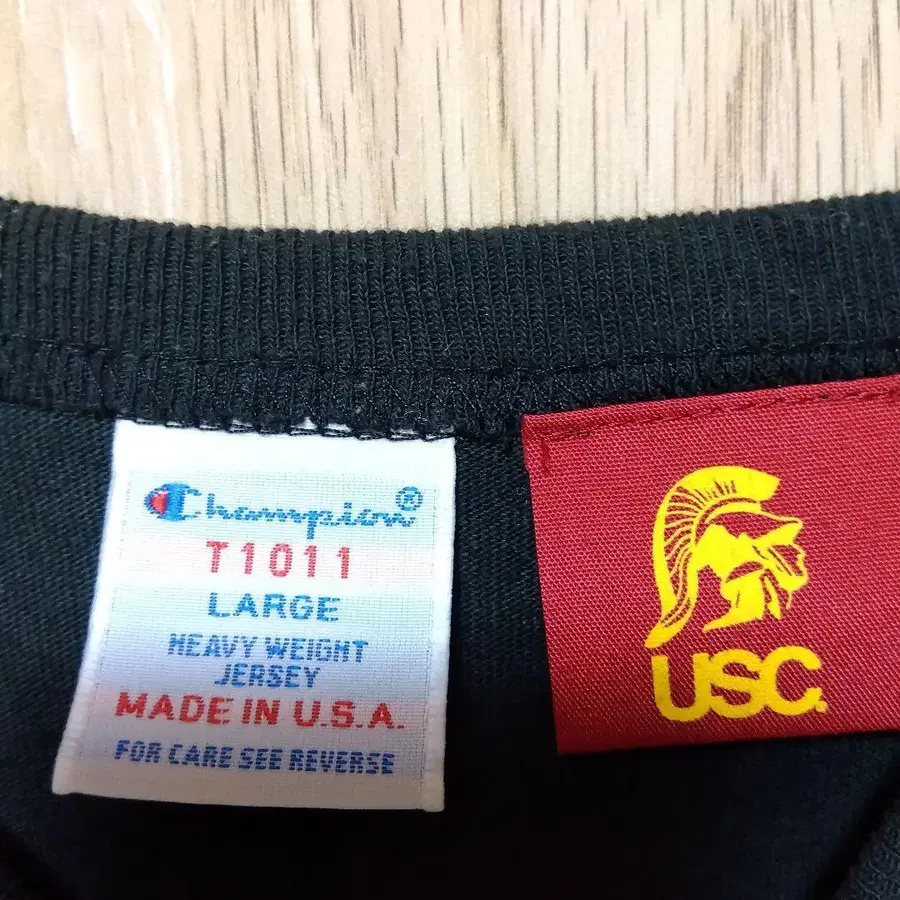 Champion®
T1011
LARGE
HEAVY WEIGHT
JERSEY
MADE IN U.S.A.
FOR CARE SEE REVERSE
USC.